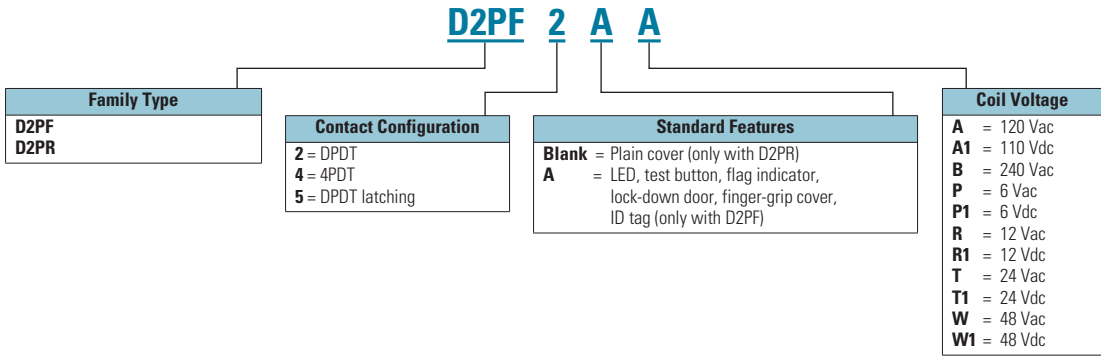 D2PF 2 A A
Family Type
D2PF
D2PR
Contact Configuration
2 = DPDT
4 = 4PDT
5 = DPDT latching
Standard Features
Blank = Plain cover (only with D2PR)
A = LED, test button, flag indicator,
lock-down door, finger-grip cover,
ID tag (only with D2PF)
Coil Voltage
A = 120 Vac
A1 = 110 Vdc
B = 240 Vac
P = 6 Vac
P1 = 6 Vdc
R = 12 Vac
R1 = 12 Vdc
T = 24 Vac
T1 = 24 Vdc
W = 48 Vac
W1 = 48 Vdc